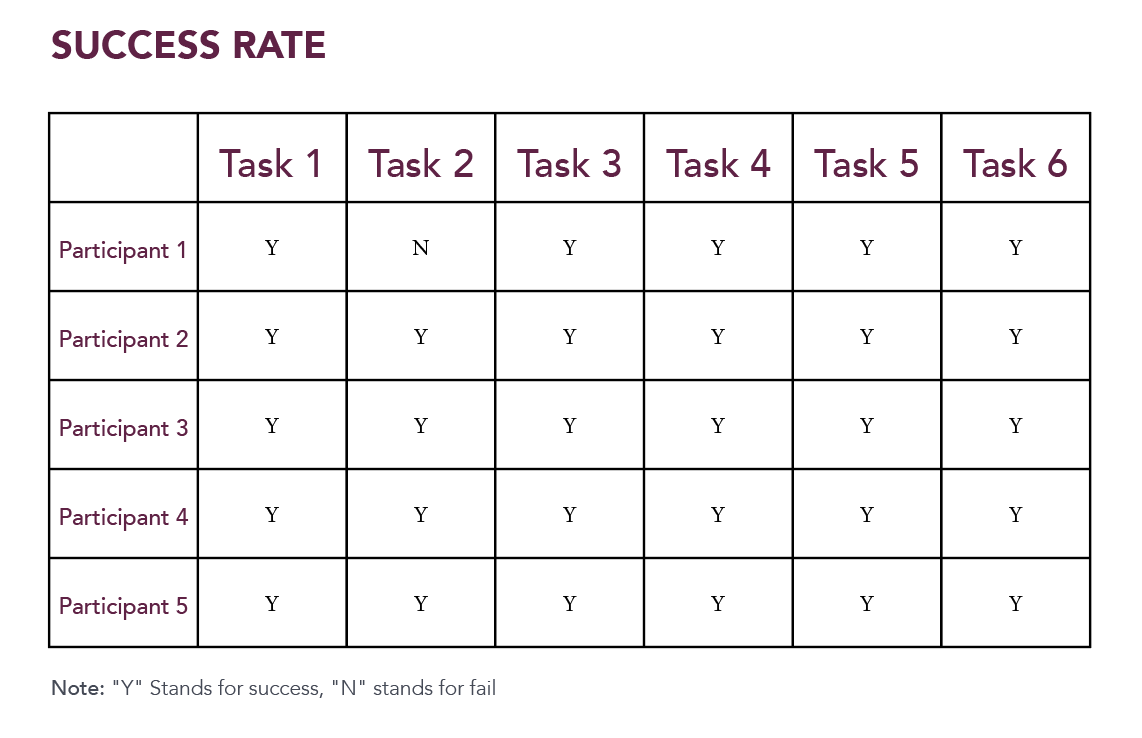 SUCCESS RATE
Task 1 Task 2 Task 3 Task 4 Task 5 Task 6
Participant 1 Y N Y Y Y Y
Participant 2 Y Y Y Y Y Y
Participant 3 Y Y Y Y Y Y
Participant 4 Y Y Y Y Y Y
Participant 5 Y Y Y Y Y Y
Note: "Y" Stands for success, "N" stands for fail